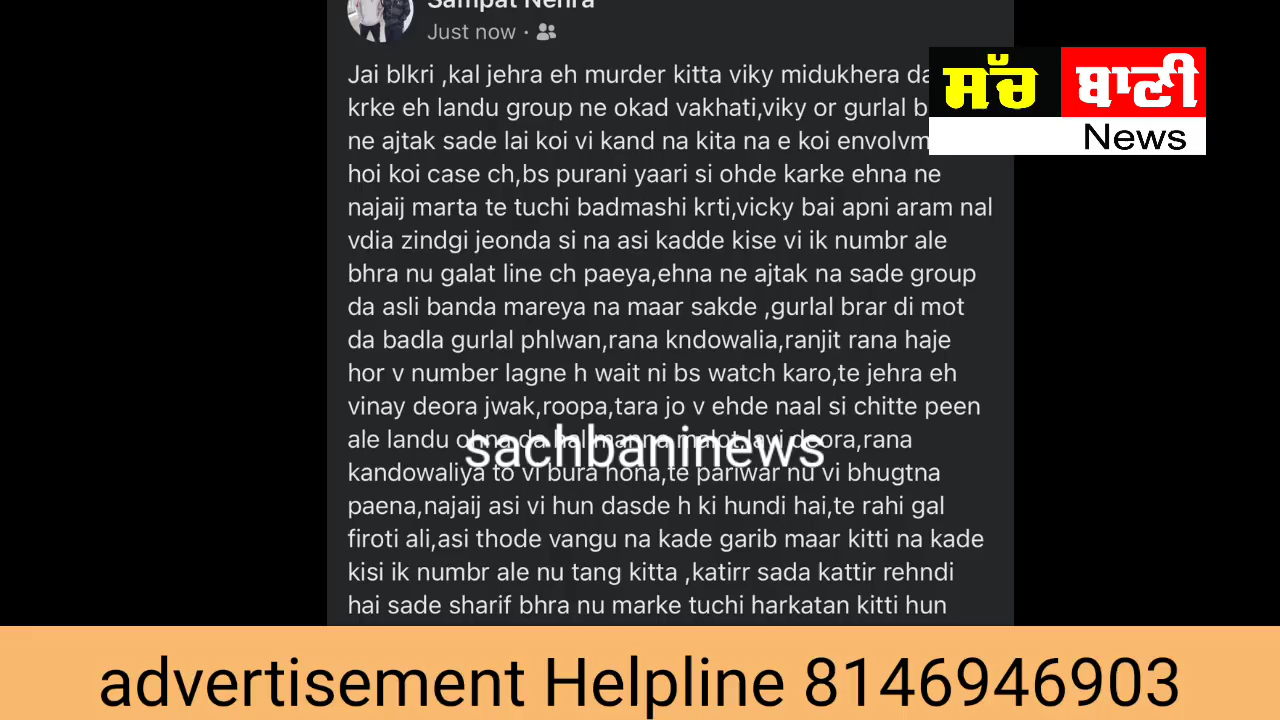 Sampat Nehra
Just now ·
Jai blkri ,kal jehra eh murder kitta viky midukhera da
krke eh landu group ne okad vakhati,viky or gurlal b
ne ajtak sade lai koi vi kand na kita na e koi envolvm
hoi koi case ch,bs purani yaari si ohde karke ehna ne
najaij marta te tuchi badmashi krti,vicky bai apni aram nal
vdia zindgi jeonda si na asi kadde kise vi ik numbr ale
bhra nu galat line ch paeya,ehna ne ajtak na sade group
da asli banda mareya na maar sakde ,gurlal brar di mot
da badla gurlal phlwan,rana kndowalia,ranjit rana haje
hor v number lagne h wait ni bs watch karo,te jehra eh
vinay deora jwak,roopa,tara jo v ehde naal si chitte peen
ale landu ohna da hal manna malot,lavi deora,rana
kandowaliya to vi bura hona,te pariwar nu vi bhugtna
paena,najaij asi vi hun dasde h ki hundi hai,te rahi gal
firoti ali,asi thode vangu na kade garib maar kitti na kade
kisi ik numbr ale nu tang kitta ,katirr sada kattir rehndi
hai sade sharif bhra nu marke tuchi harkatan kitti hun
ਸੱਚ ਬਾਣੀ
News
sachbaninews
advertisement Helpline 8146946903